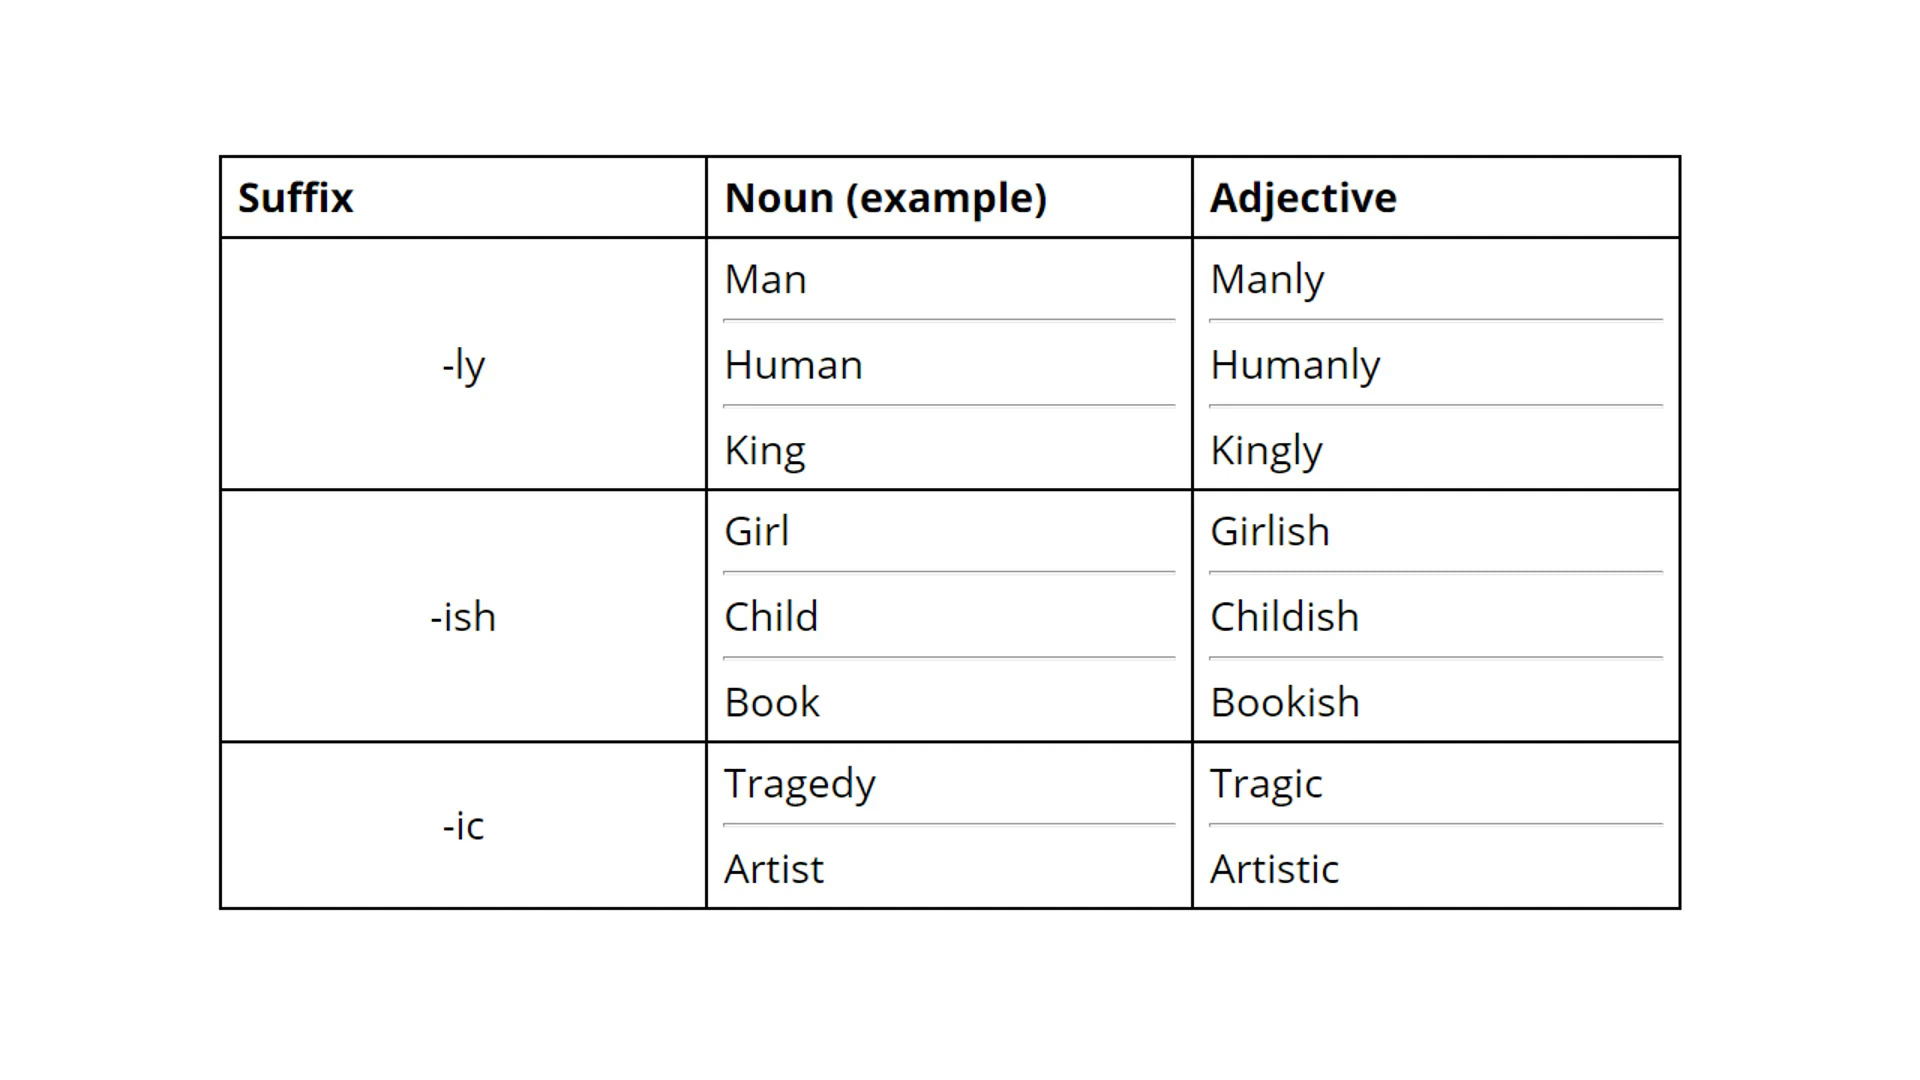 Suffix Noun (example) Adjective
-ly
Man Manly
Human Humanly
King Kingly
-ish
Girl Girlish
Child Childish
Book Bookish
-ic
Tragedy Tragic
Artist Artistic